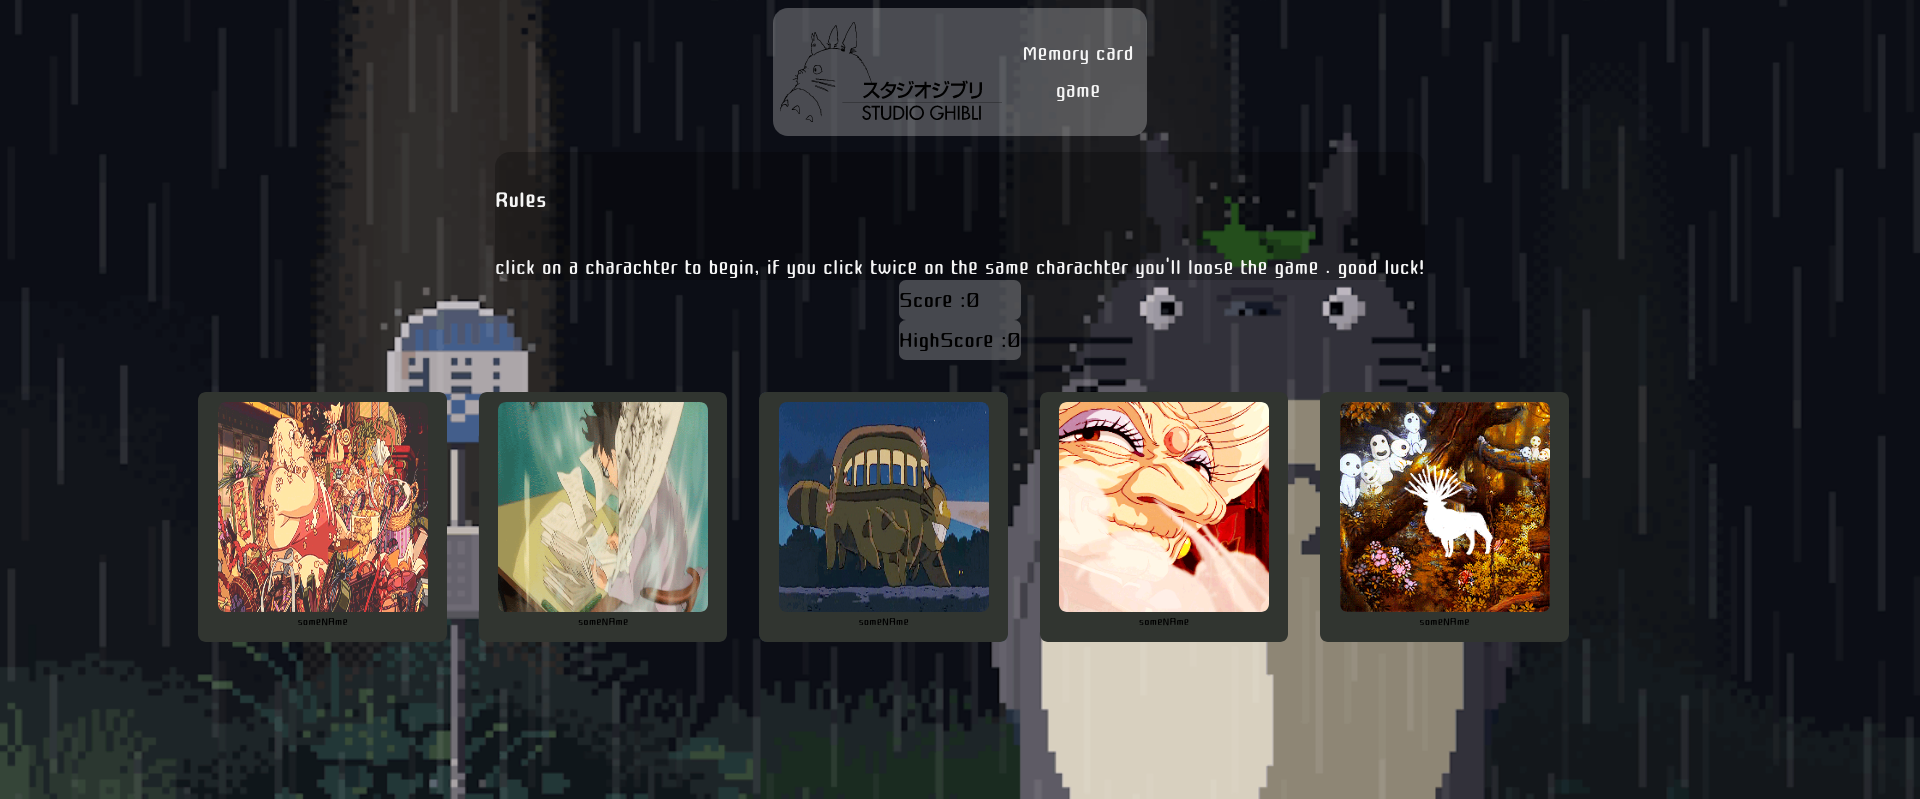 Memory card
game
スタジオジブリ
STUDIO GHIBLI
Rules
click on a charachter to begin, if you click twice on the same charachter you'll loose the game . good luck!
Score :0
HighScore :0
someNAme
someNAme
someNAme
someNAme
someNAme